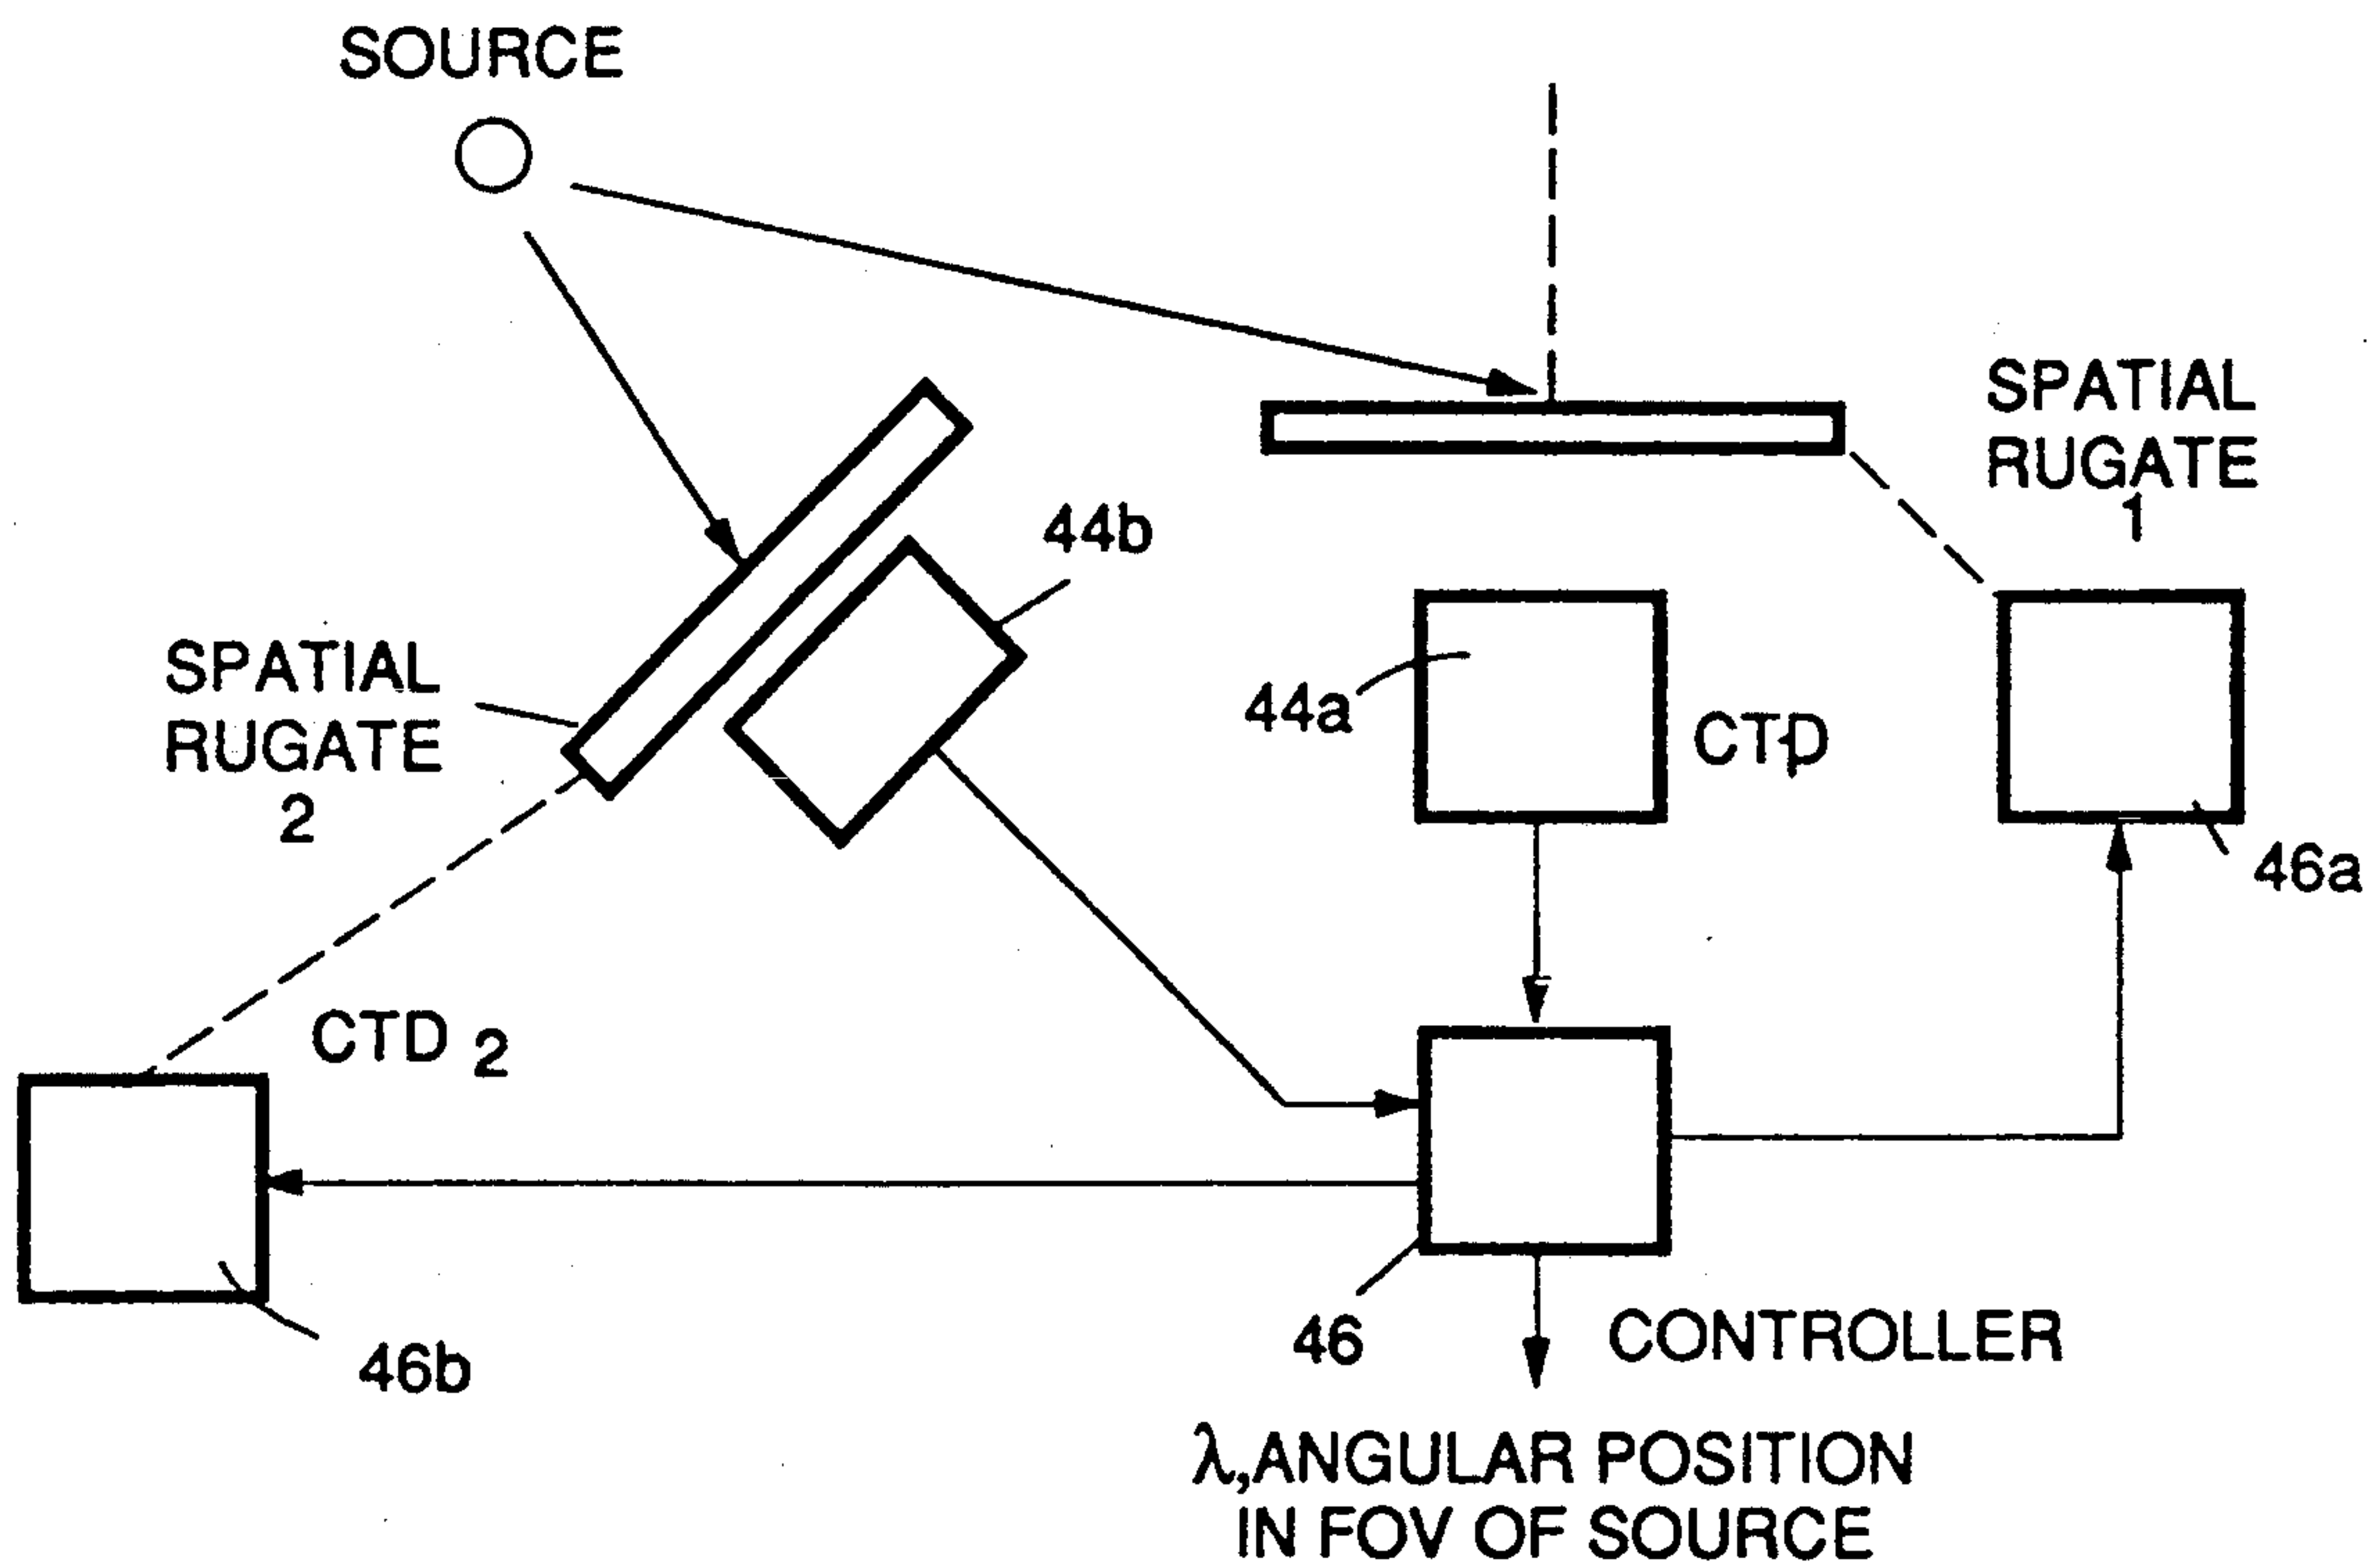 SOURCE
SPATIAL
RUGATE
1
44b
SPATIAL
RUGATE
2
44a
CTD
46a
CTD 2
46b
46
CONTROLLER
λ,ANGULAR POSITION
IN FOV OF SOURCE